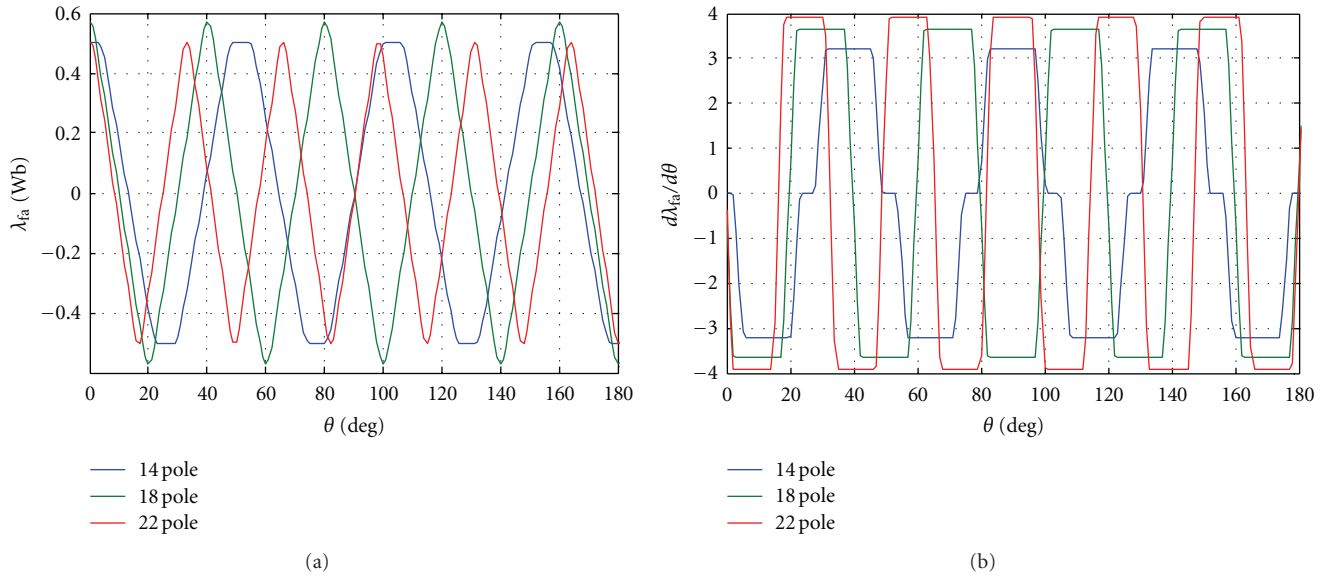 0.6
0.4
0.2
0
−0.2
−0.4
λfa (Wb)
0 20 40 60 80 100 120 140 160 180
θ (deg)
14 pole
18 pole
22 pole
(a)
4
3
2
1
0
−1
−2
−3
−4
dλfa/dθ
0 20 40 60 80 100 120 140 160 180
θ (deg)
14 pole
18 pole
22 pole
(b)